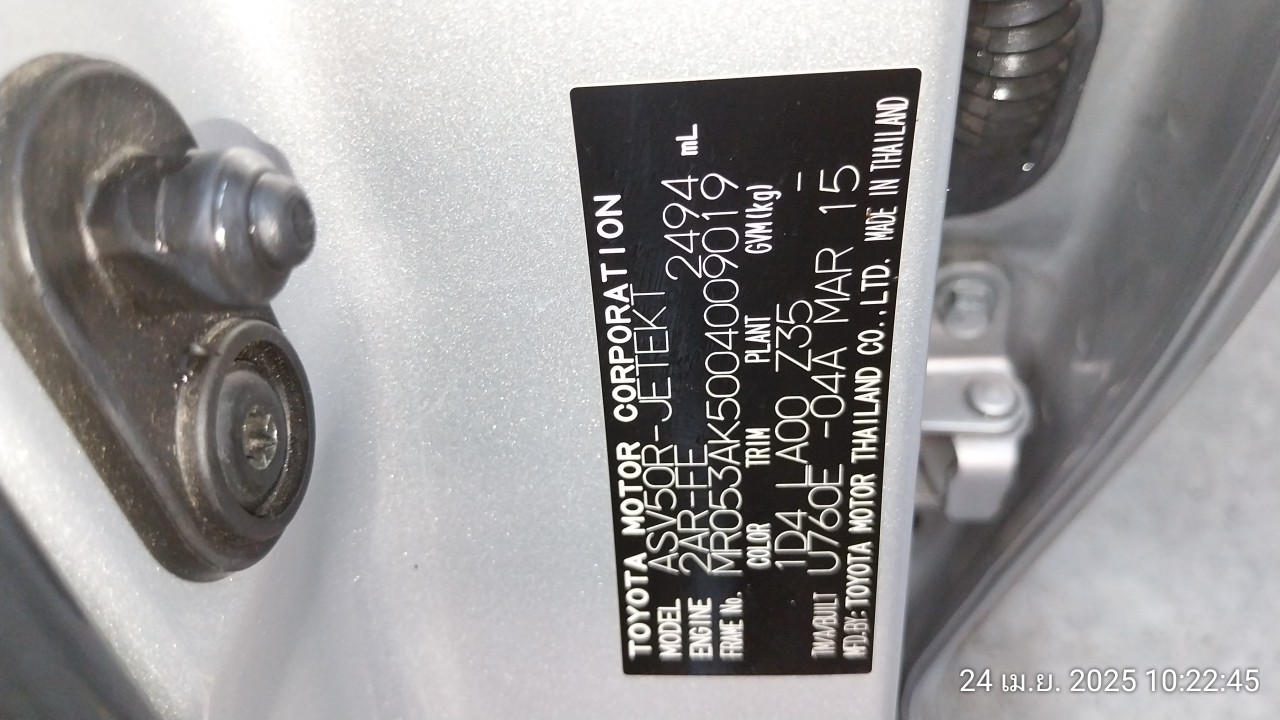 TOYOTA MOTOR CORPORATION
MODEL ASV50R-JETEKT
ENGINE 2AR-FE 2494 mL
FRAME No. MR053AK5004009019
COLOR TRIM PLANT GVM(kg)
1D4 LA00 Z35 —
TM/A/BUILT U760E -04A MAR 15
MFD.BY: TOYOTA MOTOR THAILAND CO.,LTD. MADE IN THAILAND
24 เม.ย. 2025 10:22:45